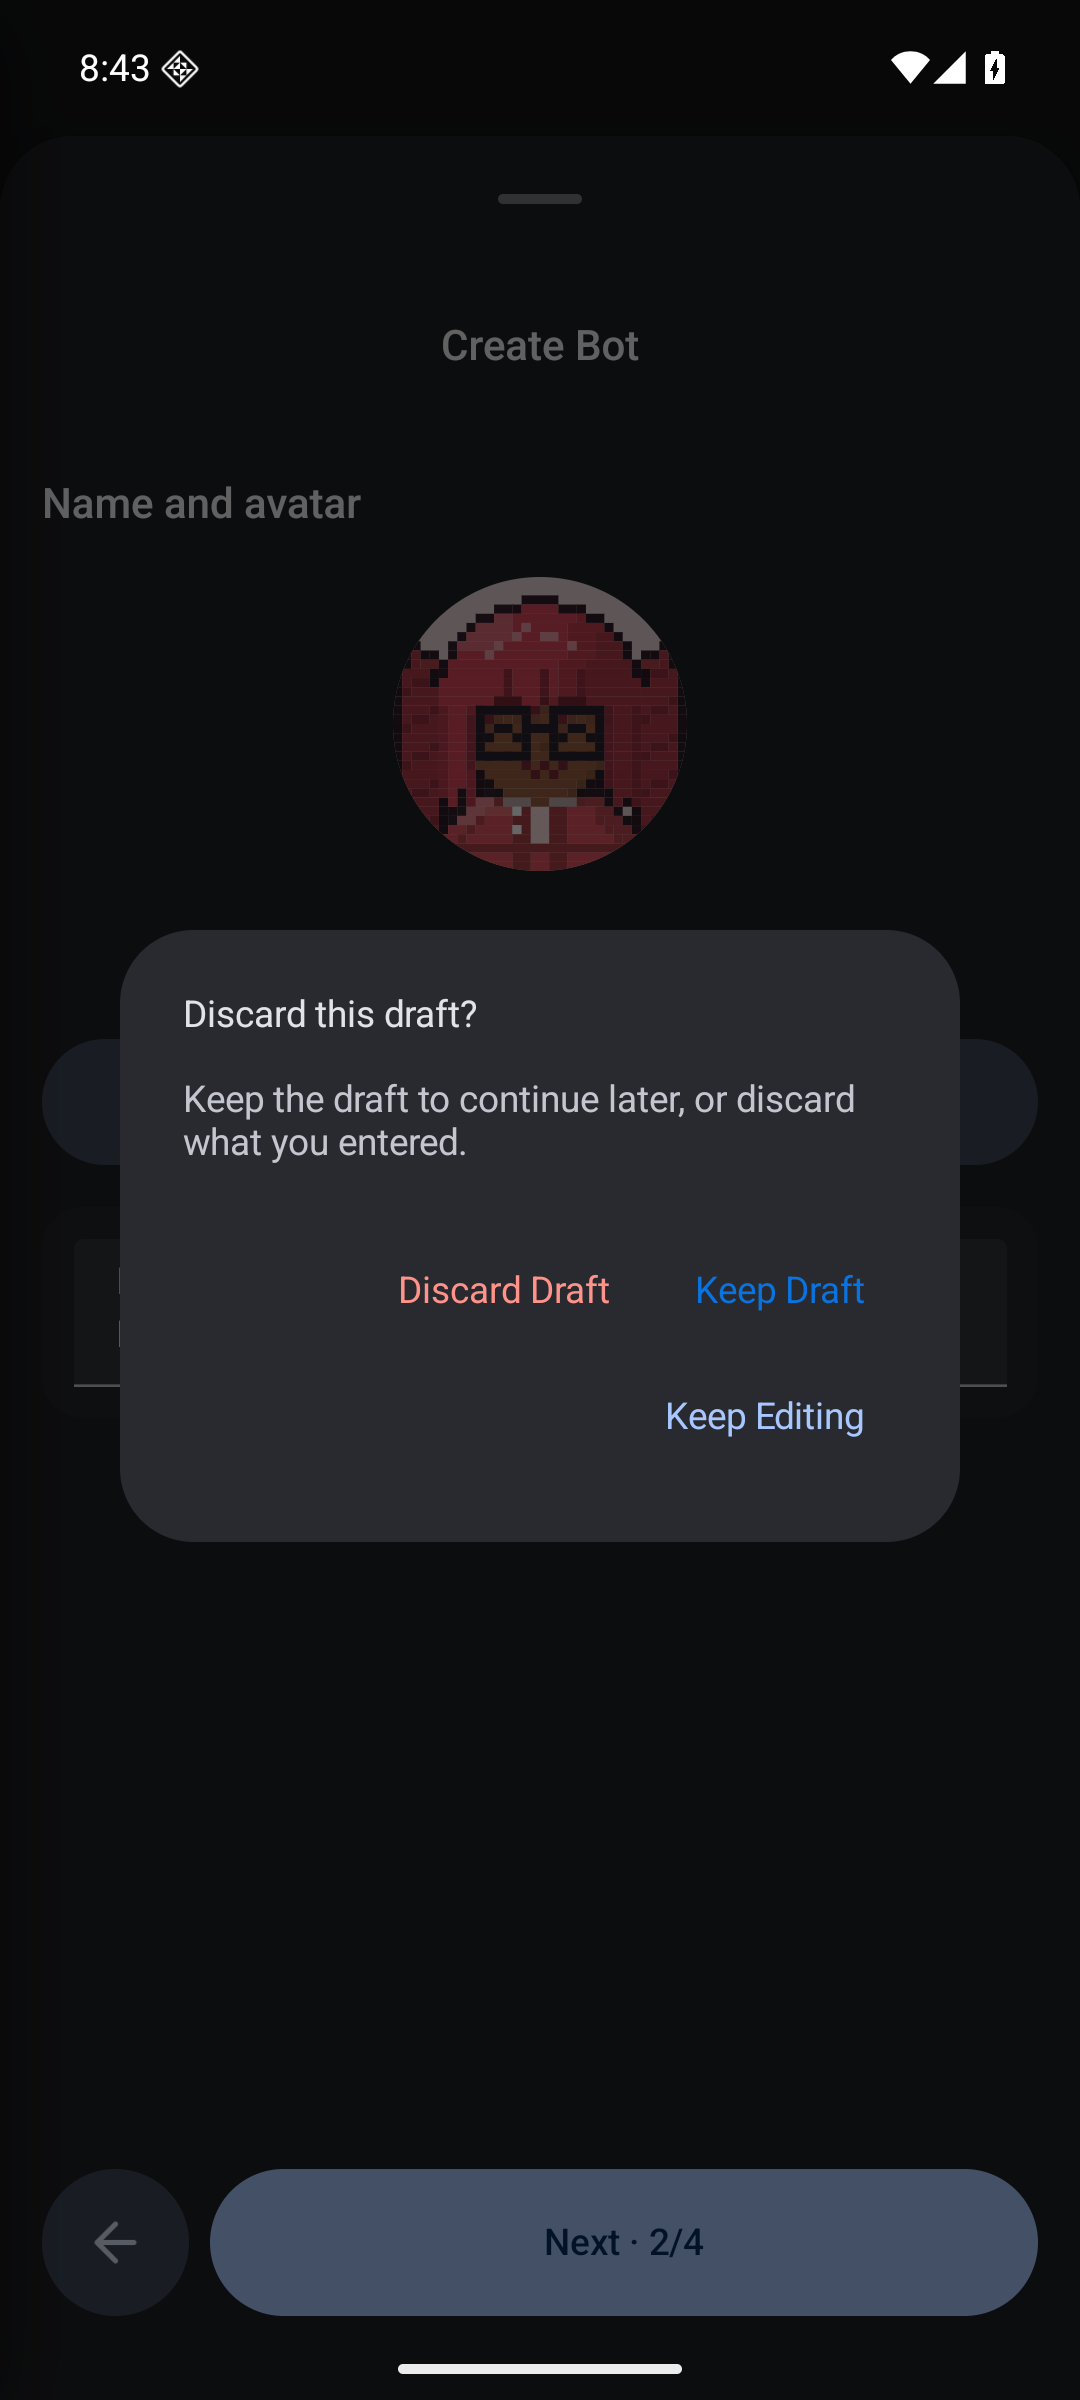 8:43
Create Bot
Name and avatar
Discard this draft?
Keep the draft to continue later, or discard
what you entered.
Discard Draft
Keep Draft
Keep Editing
Next · 2/4